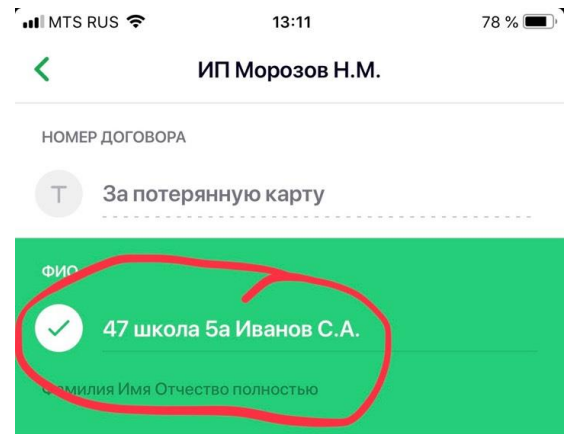 MTS RUS 13:11 78 %
ИП Морозов Н.М.
НОМЕР ДОГОВОРА
Т За потерянную карту
ФИО
47 школа 5а Иванов С.А.
Фамилия Имя Отчество полностью